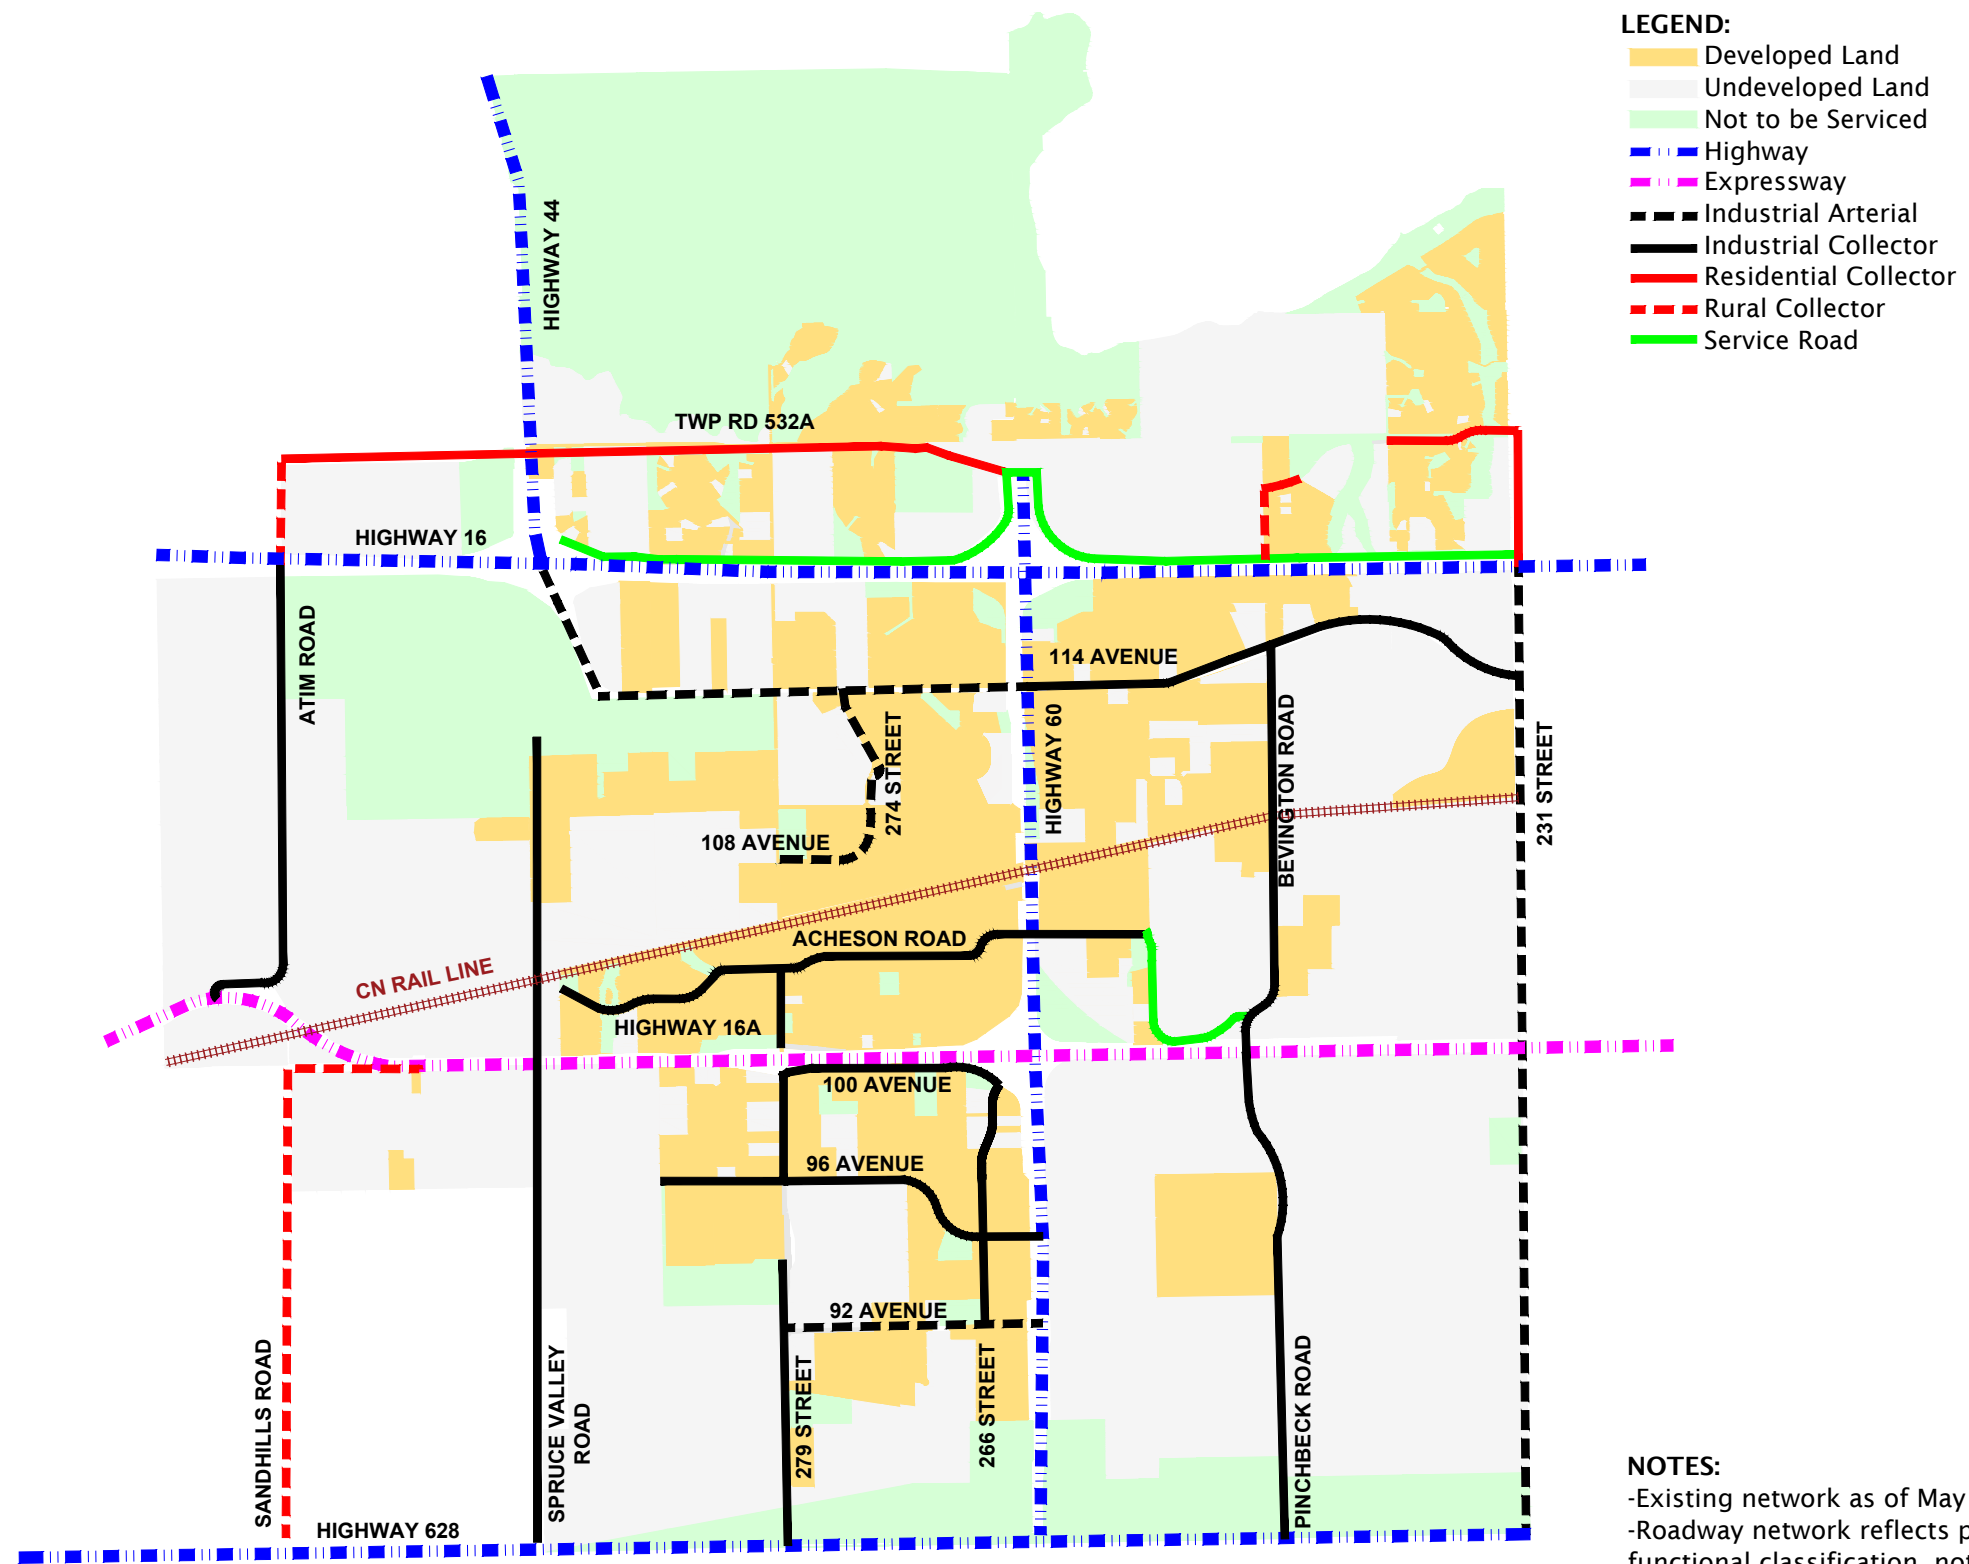 LEGEND:
Developed Land
Undeveloped Land
Not to be Serviced
Highway
Expressway
Industrial Arterial
Industrial Collector
Residential Collector
Rural Collector
Service Road
HIGHWAY 44
TWP RD 532A
HIGHWAY 16
ATIM ROAD
114 AVENUE
274 STREET
HIGHWAY 60
BEVINGTON ROAD
231 STREET
108 AVENUE
ACHESON ROAD
CN RAIL LINE
HIGHWAY 16A
100 AVENUE
96 AVENUE
92 AVENUE
SANDHILLS ROAD
SPRUCE VALLEY
ROAD
279 STREET
266 STREET
PINCHBECK ROAD
HIGHWAY 628
NOTES:
-Existing network as of May
-Roadway network reflects p
functional classification, not